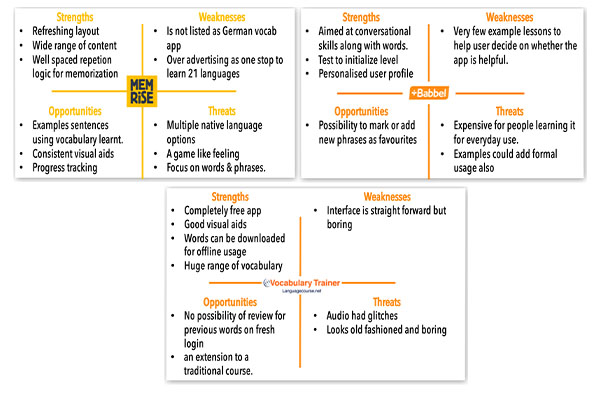 Strengths
• Refreshing layout
• Wide range of content
• Well spaced repetion
logic for memorization
Weaknesses
• Is not listed as German vocab
app
• Over advertising as one stop to
learn 21 languages
MEM
RiSE
Opportunities
• Examples sentences
using vocabulary learnt.
• Consistent visual aids
• Progress tracking
Threats
• Multiple native language
options
• A game like feeling
• Focus on words & phrases.
Strengths
• Aimed at conversational
skills along with words.
• Test to initialize level
• Personalised user profile
Weaknesses
• Very few example lessons to
help user decide on whether the
app is helpful.
+Babbel
Opportunities
• Possibility to mark or add
new phrases as favourites
Threats
• Expensive for people learning it
for everyday use.
• Examples could add formal
usage also
Strengths
• Completely free app
• Good visual aids
• Words can be downloaded
for offline usage
• Huge range of vocabulary
Weaknesses
• Interface is straight forward but
boring
Vocabulary Trainer
Languagecourse.net
Opportunities
• No possibility of review for
previous words on fresh
login
• an extension to a
traditional course.
Threats
• Audio had glitches
• Looks old fashioned and boring